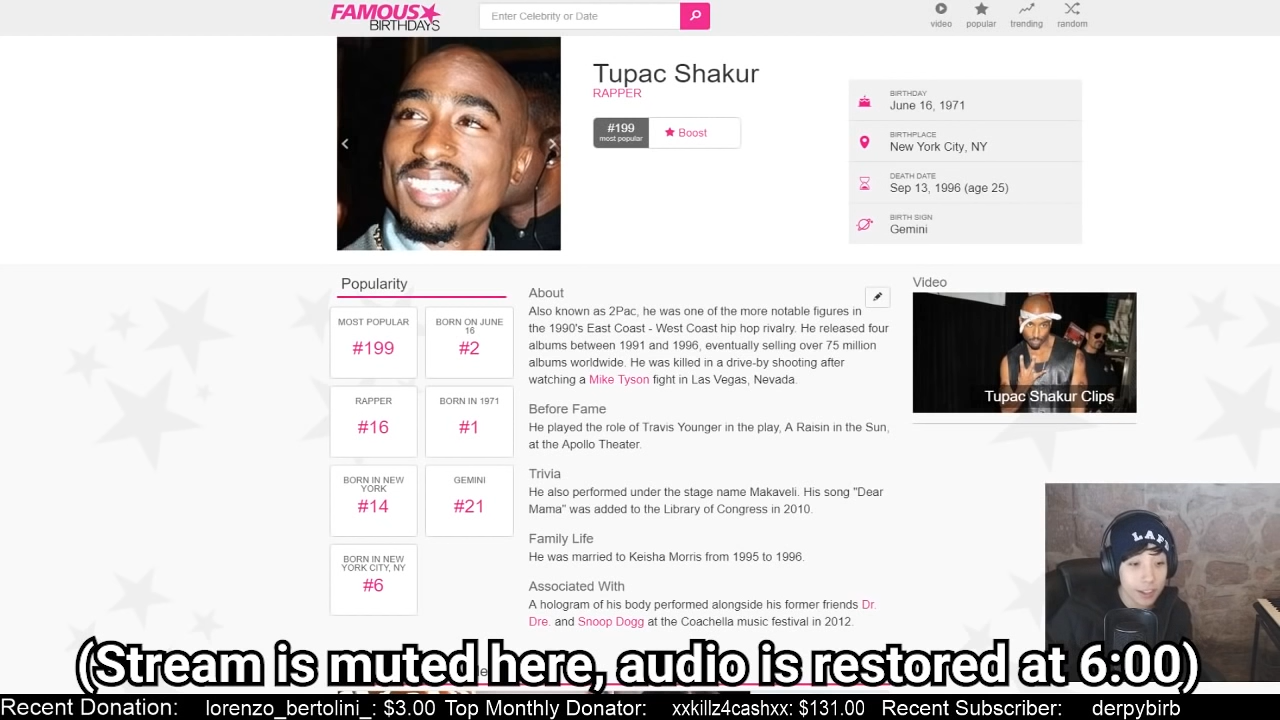 FAMOUS
BIRTHDAYS
Enter Celebrity or Date
video
popular
trending
random
Tupac Shakur
RAPPER
#199
most popular
Boost
BIRTHDAY
June 16, 1971
BIRTHPLACE
New York City, NY
DEATH DATE
Sep 13, 1996 (age 25)
BIRTH SIGN
Gemini
Popularity
MOST POPULAR
#199
BORN ON JUNE
16
#2
RAPPER
#16
BORN IN 1971
#1
BORN IN NEW
YORK
#14
GEMINI
#21
BORN IN NEW
YORK CITY, NY
#6
About
Also known as 2Pac, he was one of the more notable figures in
the 1990's East Coast - West Coast hip hop rivalry. He released four
albums between 1991 and 1996, eventually selling over 75 million
albums worldwide. He was killed in a drive-by shooting after
watching a Mike Tyson fight in Las Vegas, Nevada.
Before Fame
He played the role of Travis Younger in the play, A Raisin in the Sun,
at the Apollo Theater.
Trivia
He also performed under the stage name Makaveli. His song "Dear
Mama" was added to the Library of Congress in 2010.
Family Life
He was married to Keisha Morris from 1995 to 1996.
Associated With
A hologram of his body performed alongside his former friends Dr.
Dre. and Snoop Dogg at the Coachella music festival in 2012.
Video
Tupac Shakur Clips
(Stream is muted here, audio is restored at 6:00)
Recent Donation: lorenzo_bertolini_: $3.00 Top Monthly Donator: xxkillz4cashxx: $131.00 Recent Subscriber: derpybirb